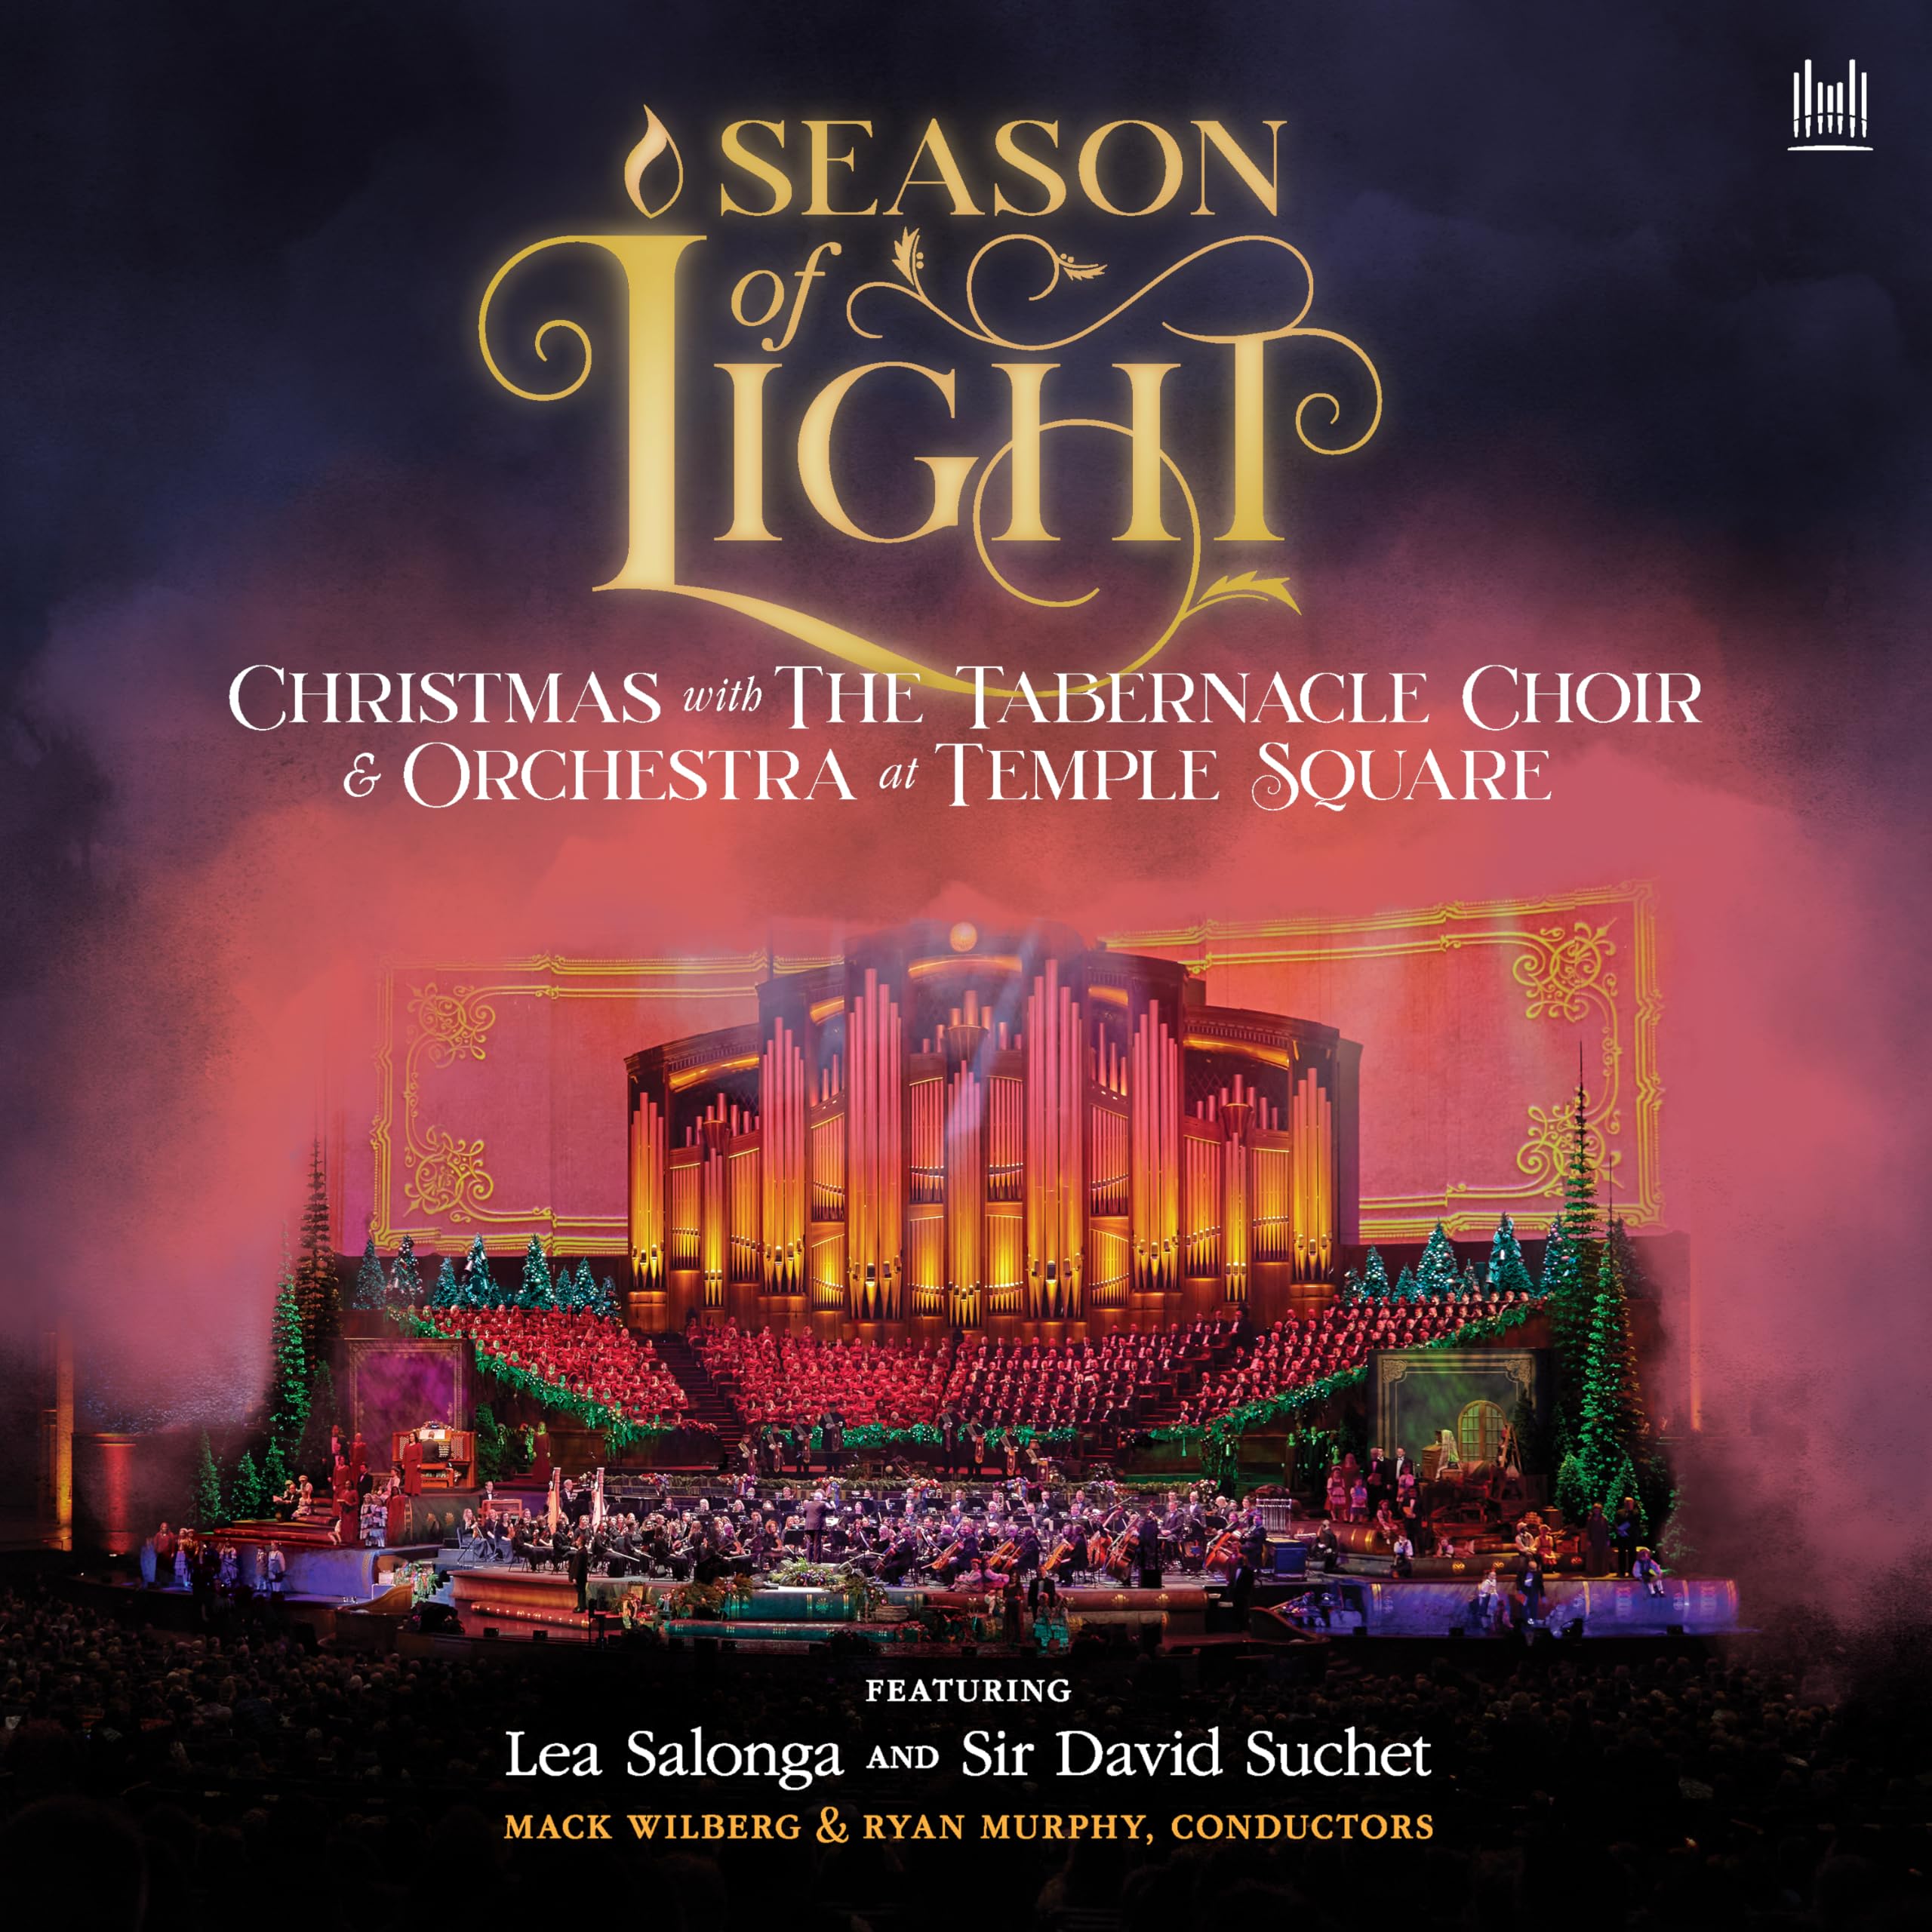 SEASON
of
LIGHT
CHRISTMAS with THE TABERNACLE CHOIR
& ORCHESTRA at TEMPLE SQUARE
FEATURING
Lea Salonga AND Sir David Suchet
MACK WILBERG & RYAN MURPHY, CONDUCTORS